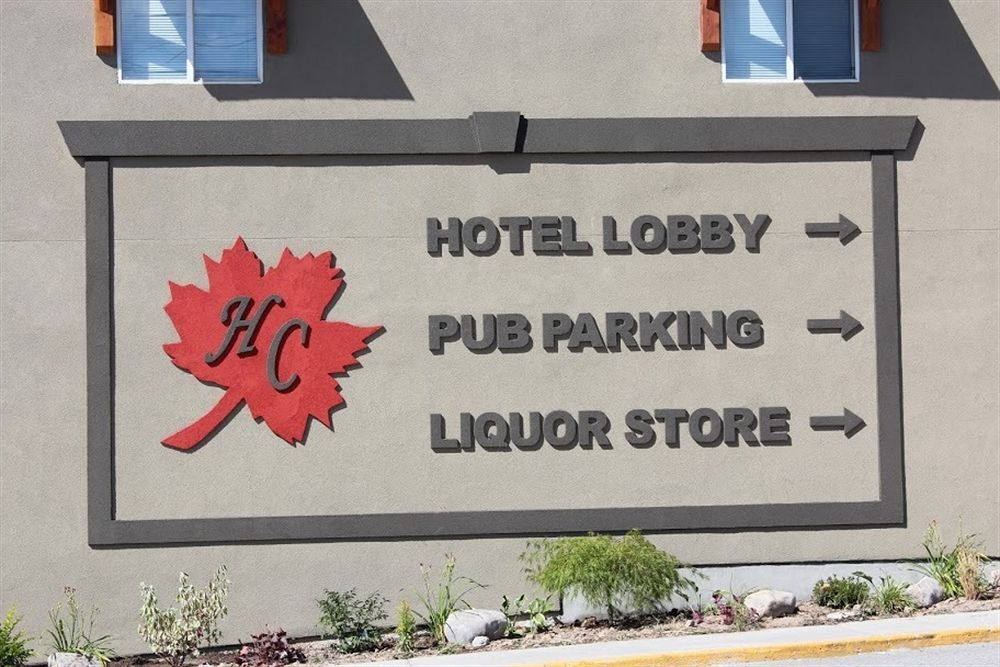 HC
HOTEL LOBBY →
PUB PARKING →
LIQUOR STORE →